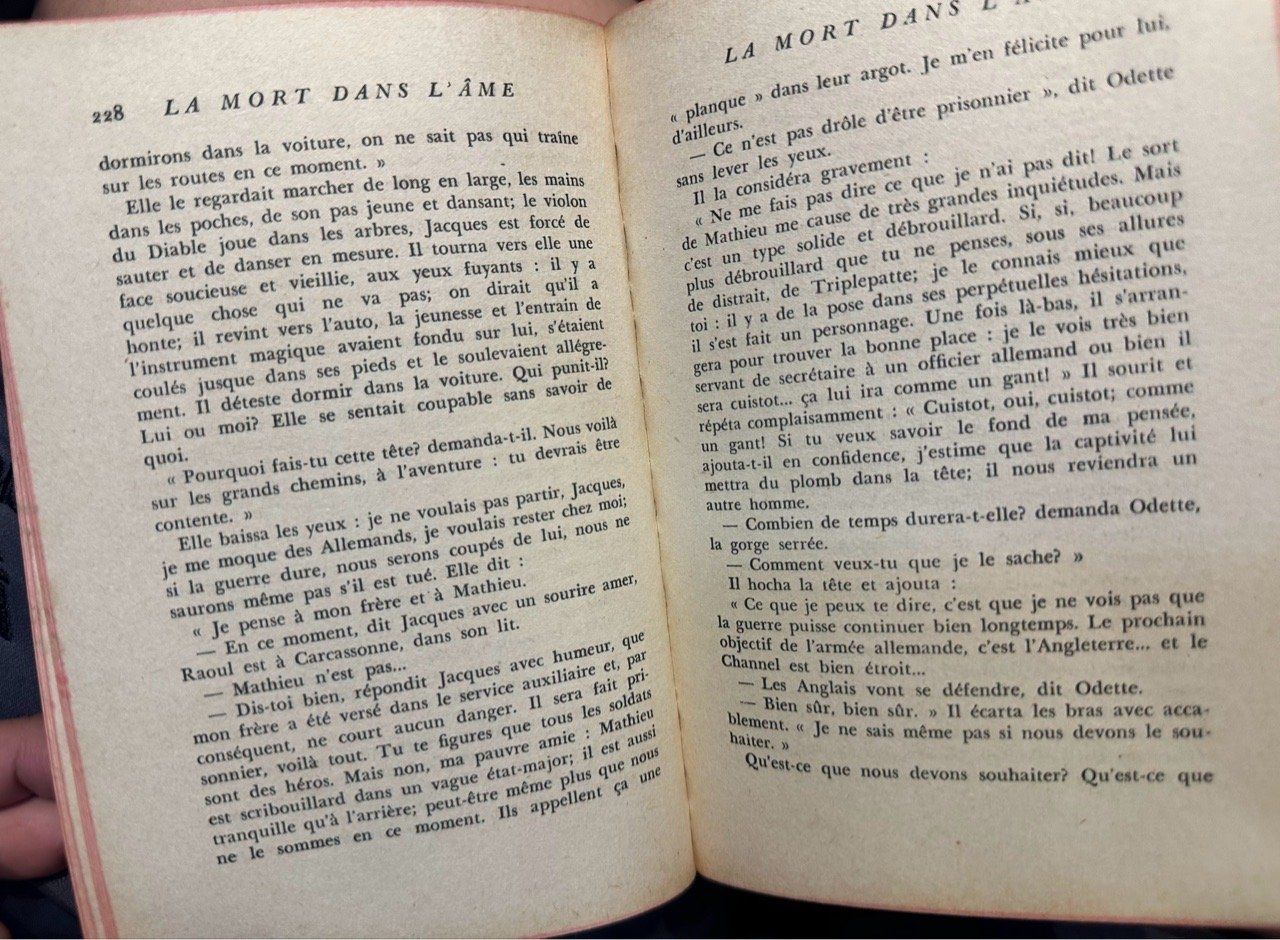 228 LA MORT DANS L'ÂME
dormirons dans la voiture, on ne sait pas qui traîne
sur les routes en ce moment. »
Elle le regardait marcher de long en large, les mains
dans les poches, de son pas jeune et dansant; le violon
du Diable joue dans les arbres, Jacques est forcé de
sauter et de danser en mesure. Il tourna vers elle une
face soucieuse et vieillie, aux yeux fuyants : il y a
quelque chose qui ne va pas; on dirait qu'il a
honte; il revint vers l'auto, la jeunesse et l'entrain de
l'instrument magique avaient fondu sur lui, s'étaient
coulés jusque dans ses pieds et le soulevaient allégre-
ment. Il déteste dormir dans la voiture. Qui punit-il?
Lui ou moi? Elle se sentait coupable sans savoir de
quoi.
« Pourquoi fais-tu cette tête? demanda-t-il. Nous voilà
sur les grands chemins, à l'aventure : tu devrais être
contente. »
Elle baissa les yeux : je ne voulais pas partir, Jacques,
je me moque des Allemands, je voulais rester chez moi;
si la guerre dure, nous serons coupés de lui, nous ne
saurons même pas s'il est tué. Elle dit :
« Je pense à mon frère et à Mathieu.
— En ce moment, dit Jacques avec un sourire amer,
Raoul est à Carcassonne, dans son lit.
— Mathieu n'est pas...
— Dis-toi bien, répondit Jacques avec humeur, que
mon frère a été versé dans le service auxiliaire et, par
conséquent, ne court aucun danger. Il sera fait pri-
sonnier, voilà tout. Tu te figures que tous les soldats
sont des héros. Mais non, ma pauvre amie : Mathieu
est scribouillard dans un vague état-major; il est aussi
tranquille qu'à l'arrière; peut-être même plus que nous
ne le sommes en ce moment. Ils appellent ça une
LA MORT DANS L'
« planque » dans leur argot. Je m'en félicite pour lui,
d'ailleurs.
— Ce n'est pas drôle d'être prisonnier », dit Odette
sans lever les yeux.
Il la considéra gravement :
« Ne me fais pas dire ce que je n'ai pas dit! Le sort
de Mathieu me cause de très grandes inquiétudes. Mais
c'est un type solide et débrouillard. Si, si, beaucoup
plus débrouillard que tu ne penses, sous ses allures
de distrait, de Triplepatte; je le connais mieux que
toi : il y a de la pose dans ses perpétuelles hésitations,
il s'est fait un personnage. Une fois là-bas, il s'arran-
gera pour trouver la bonne place : je le vois très bien
servant de secrétaire à un officier allemand ou bien il
sera cuistot... ça lui ira comme un gant! » Il sourit et
répéta complaisamment : « Cuistot, oui, cuistot; comme
un gant! Si tu veux savoir le fond de ma pensée,
ajouta-t-il en confidence, j'estime que la captivité lui
mettra du plomb dans la tête; il nous reviendra un
autre homme.
— Combien de temps durera-t-elle? demanda Odette,
la gorge serrée.
— Comment veux-tu que je le sache? »
Il hocha la tête et ajouta :
« Ce que je peux te dire, c'est que je ne vois pas que
la guerre puisse continuer bien longtemps. Le prochain
objectif de l'armée allemande, c'est l'Angleterre... et le
Channel est bien étroit...
— Les Anglais vont se défendre, dit Odette.
— Bien sûr, bien sûr. » Il écarta les bras avec acca-
blement. « Je ne sais même pas si nous devons le sou-
haiter. »
Qu'est-ce que nous devons souhaiter? Qu'est-ce que